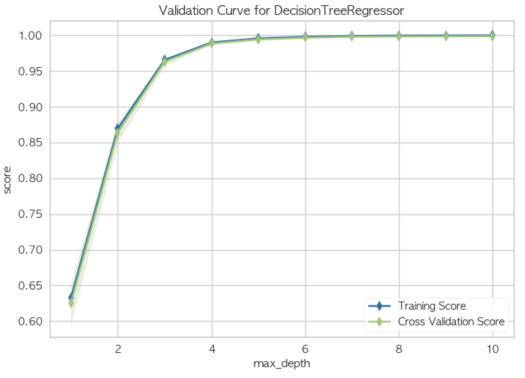 Validation Curve for DecisionTreeRegressor
1.00
0.95
0.90
0.85
0.80
0.75
0.70
0.65
0.60
score
Training Score
Cross Validation Score
2 4 6 8 10
max_depth